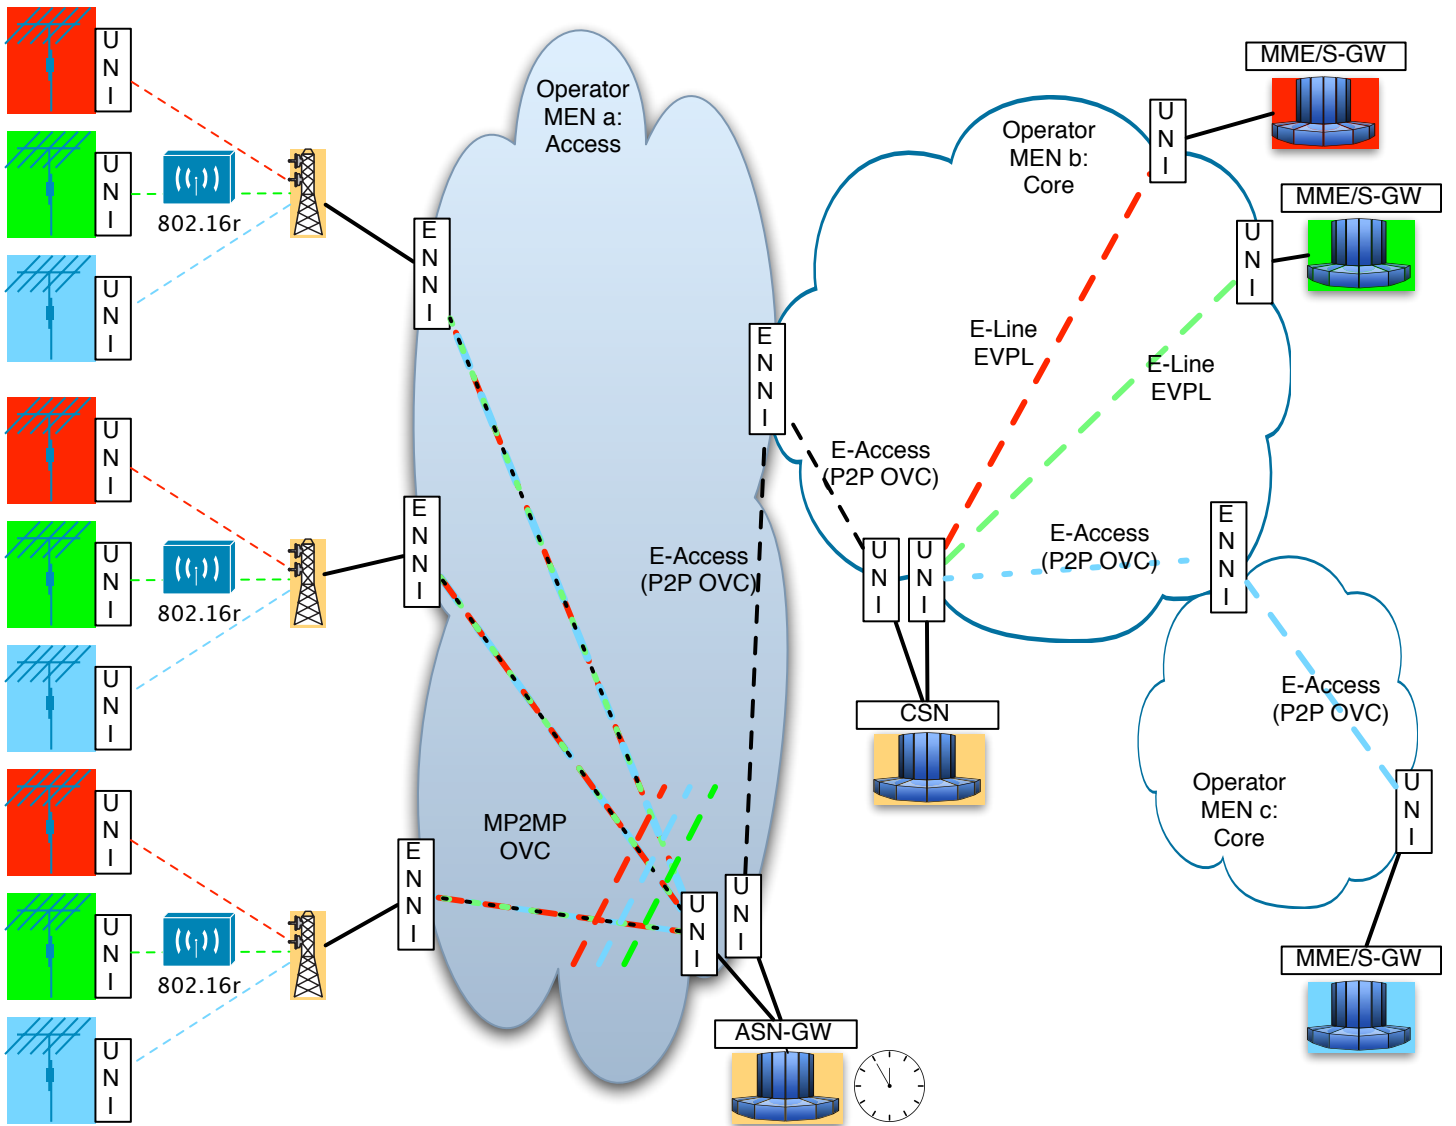 U
N
I
U
N
I
802.16r
U
N
I
U
N
I
U
N
I
802.16r
U
N
I
U
N
I
U
N
I
802.16r
U
N
I
Operator
MEN a:
Access
E
N
N
I
E
N
N
I
E
N
N
I
MP2MP
OVC
E-Access
(P2P OVC)
U
N
I
U
N
I
ASN-GW
E
N
N
I
Operator
MEN b:
Core
E-Access
(P2P OVC)
E-Line
EVPL
E-Line
EVPL
E-Access
(P2P OVC)
U
N
I
U
N
I
CSN
U
N
I
MME/S-GW
U
N
I
MME/S-GW
E
N
N
I
E-Access
(P2P OVC)
Operator
MEN c:
Core
U
N
I
MME/S-GW